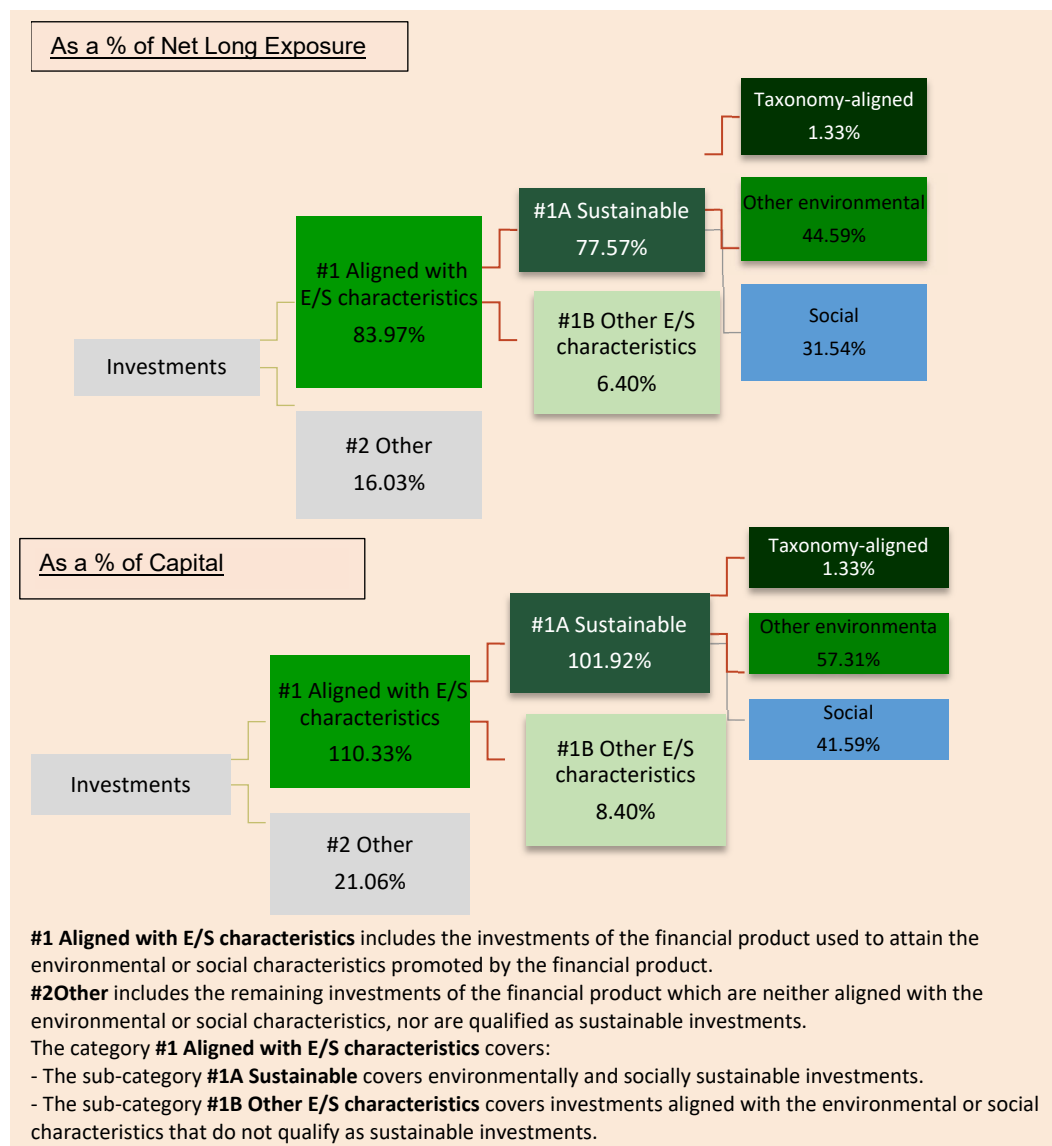 As a % of Net Long Exposure
Taxonomy-aligned
1.33%
#1A Sustainable
77.57%
Other environmental
44.59%
#1 Aligned with
E/S characteristics
83.97%
#1B Other E/S
characteristics
6.40%
Social
31.54%
Investments
#2 Other
16.03%
As a % of Capital
Taxonomy-aligned
1.33%
#1A Sustainable
101.92%
Other environmenta
57.31%
#1 Aligned with E/S
characteristics
110.33%
Social
41.59%
#1B Other E/S
characteristics
8.40%
Investments
#2 Other
21.06%
#1 Aligned with E/S characteristics includes the investments of the financial product used to attain the
environmental or social characteristics promoted by the financial product.
#2Other includes the remaining investments of the financial product which are neither aligned with the
environmental or social characteristics, nor are qualified as sustainable investments.
The category #1 Aligned with E/S characteristics covers:
- The sub-category #1A Sustainable covers environmentally and socially sustainable investments.
- The sub-category #1B Other E/S characteristics covers investments aligned with the environmental or social
characteristics that do not qualify as sustainable investments.